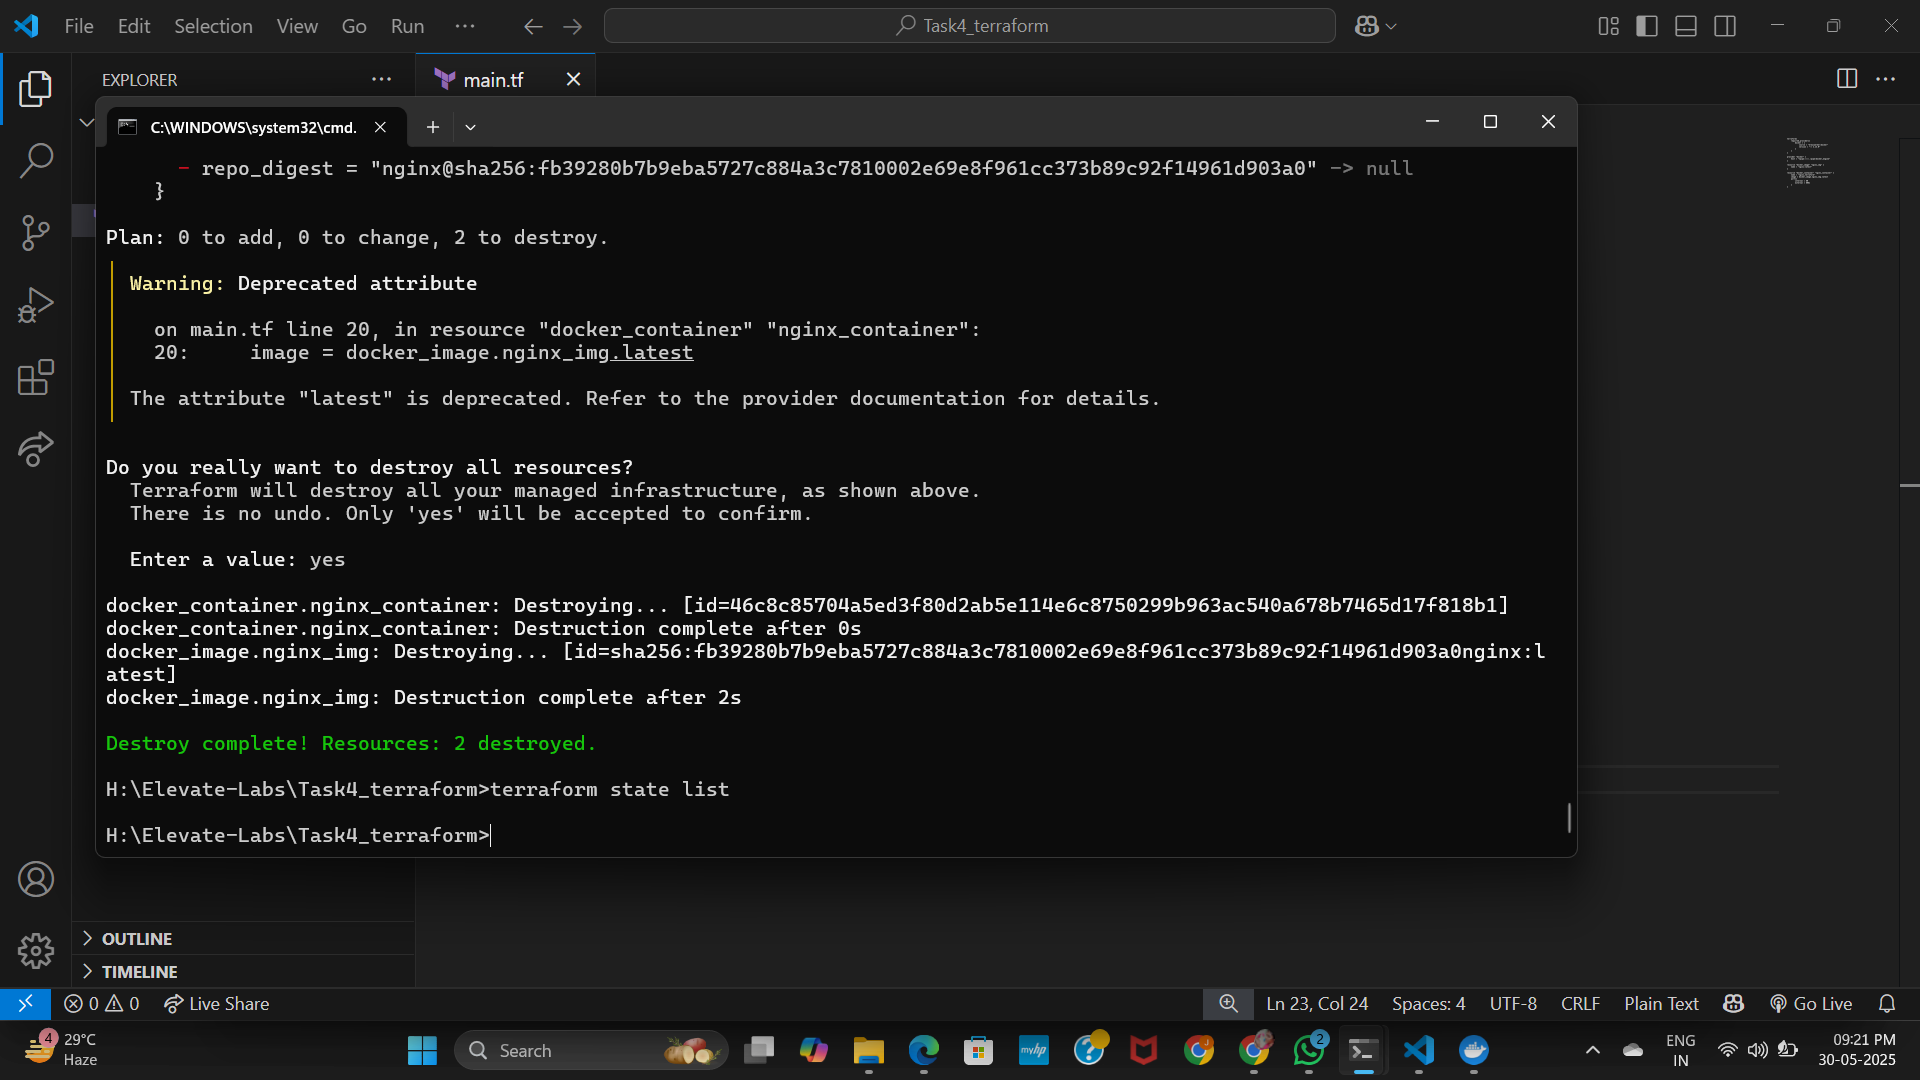 File Edit Selection View Go Run ···
Task4_terraform
EXPLORER
main.tf
C:\WINDOWS\system32\cmd.
- repo_digest = "nginx@sha256:fb39280b7b9eba5727c884a3c7810002e69e8f961cc373b89c92f14961d903a0" -> null
}
Plan: 0 to add, 0 to change, 2 to destroy.
Warning: Deprecated attribute
on main.tf line 20, in resource "docker_container" "nginx_container":
20: image = docker_image.nginx_img.latest
The attribute "latest" is deprecated. Refer to the provider documentation for details.
Do you really want to destroy all resources?
Terraform will destroy all your managed infrastructure, as shown above.
There is no undo. Only 'yes' will be accepted to confirm.
Enter a value: yes
docker_container.nginx_container: Destroying... [id=46c8c85704a5ed3f80d2ab5e114e6c8750299b963ac540a678b7465d17f818b1]
docker_container.nginx_container: Destruction complete after 0s
docker_image.nginx_img: Destroying... [id=sha256:fb39280b7b9eba5727c884a3c7810002e69e8f961cc373b89c92f14961d903a0nginx:l
atest]
docker_image.nginx_img: Destruction complete after 2s
Destroy complete! Resources: 2 destroyed.
H:\Elevate-Labs\Task4_terraform>terraform state list
H:\Elevate-Labs\Task4_terraform>
OUTLINE
TIMELINE
0 0 Live Share
Ln 23, Col 24 Spaces: 4 UTF-8 CRLF Plain Text Go Live
4
29°C
Haze
Search
myhp
2
ENG
IN
09:21 PM
30-05-2025